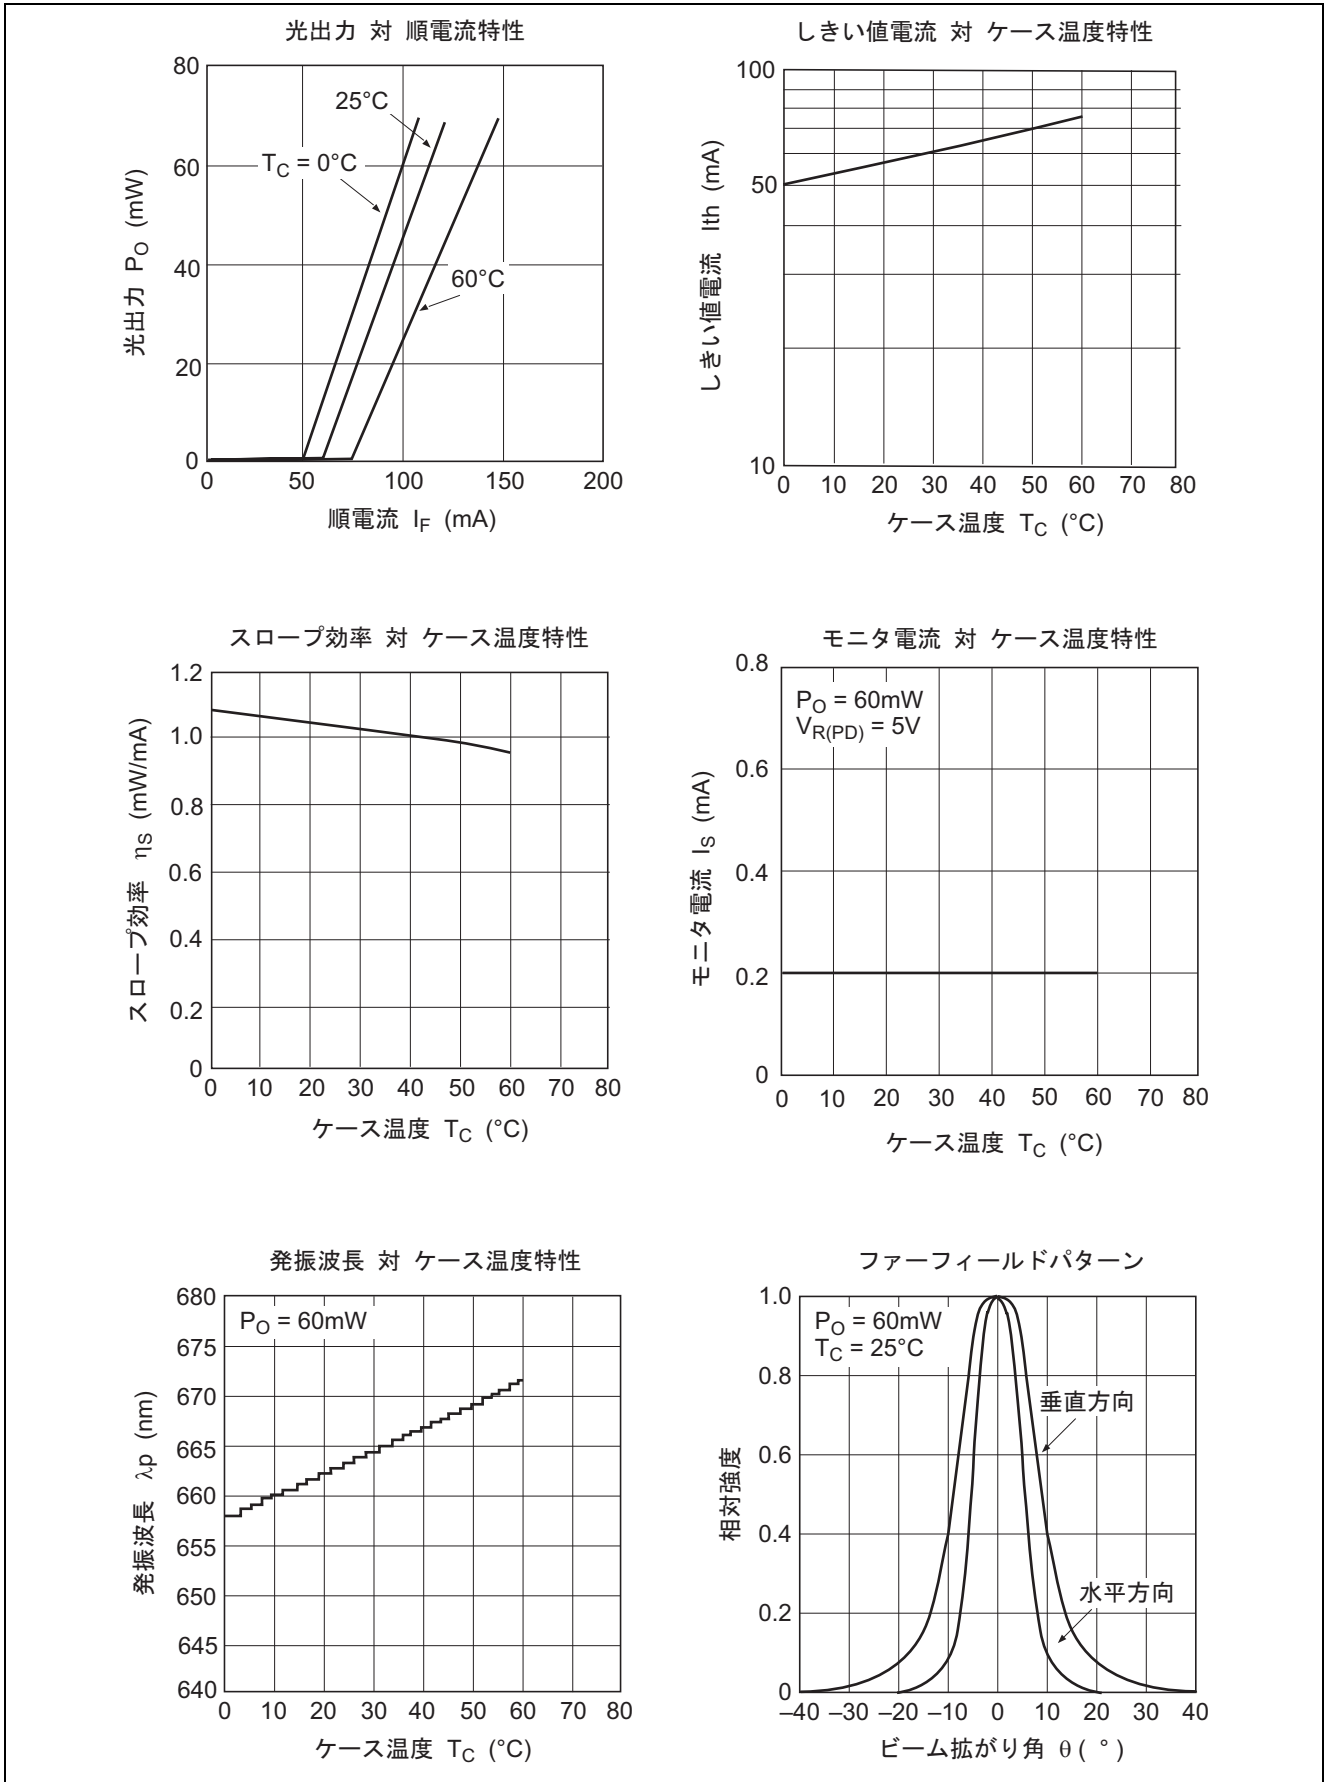 光出力 対 順電流特性
80
60
40
20
0
0 50 100 150 200
25°C
TC = 0°C
60°C
光出力 PO (mW)
順電流 IF (mA)
しきい値電流 対 ケース温度特性
100
50
10
0 10 20 30 40 50 60 70 80
しきい値電流 Ith (mA)
ケース温度 TC (°C)
スロープ効率 対 ケース温度特性
1.2
1.0
0.8
0.6
0.4
0.2
0
0 10 20 30 40 50 60 70 80
スロープ効率 ηS (mW/mA)
ケース温度 TC (°C)
モニタ電流 対 ケース温度特性
PO = 60mW
VR(PD) = 5V
0.8
0.6
0.4
0.2
0
0 10 20 30 40 50 60 70 80
モニタ電流 IS (mA)
ケース温度 TC (°C)
発振波長 対 ケース温度特性
PO = 60mW
680
675
670
665
660
655
650
645
640
0 10 20 30 40 50 60 70 80
発振波長 λp (nm)
ケース温度 TC (°C)
ファーフィールドパターン
PO = 60mW
TC = 25°C
1.0
0.8
0.6
0.4
0.2
0
垂直方向
水平方向
–40 –30 –20 –10 0 10 20 30 40
相対強度
ビーム拡がり角 θ ( ° )